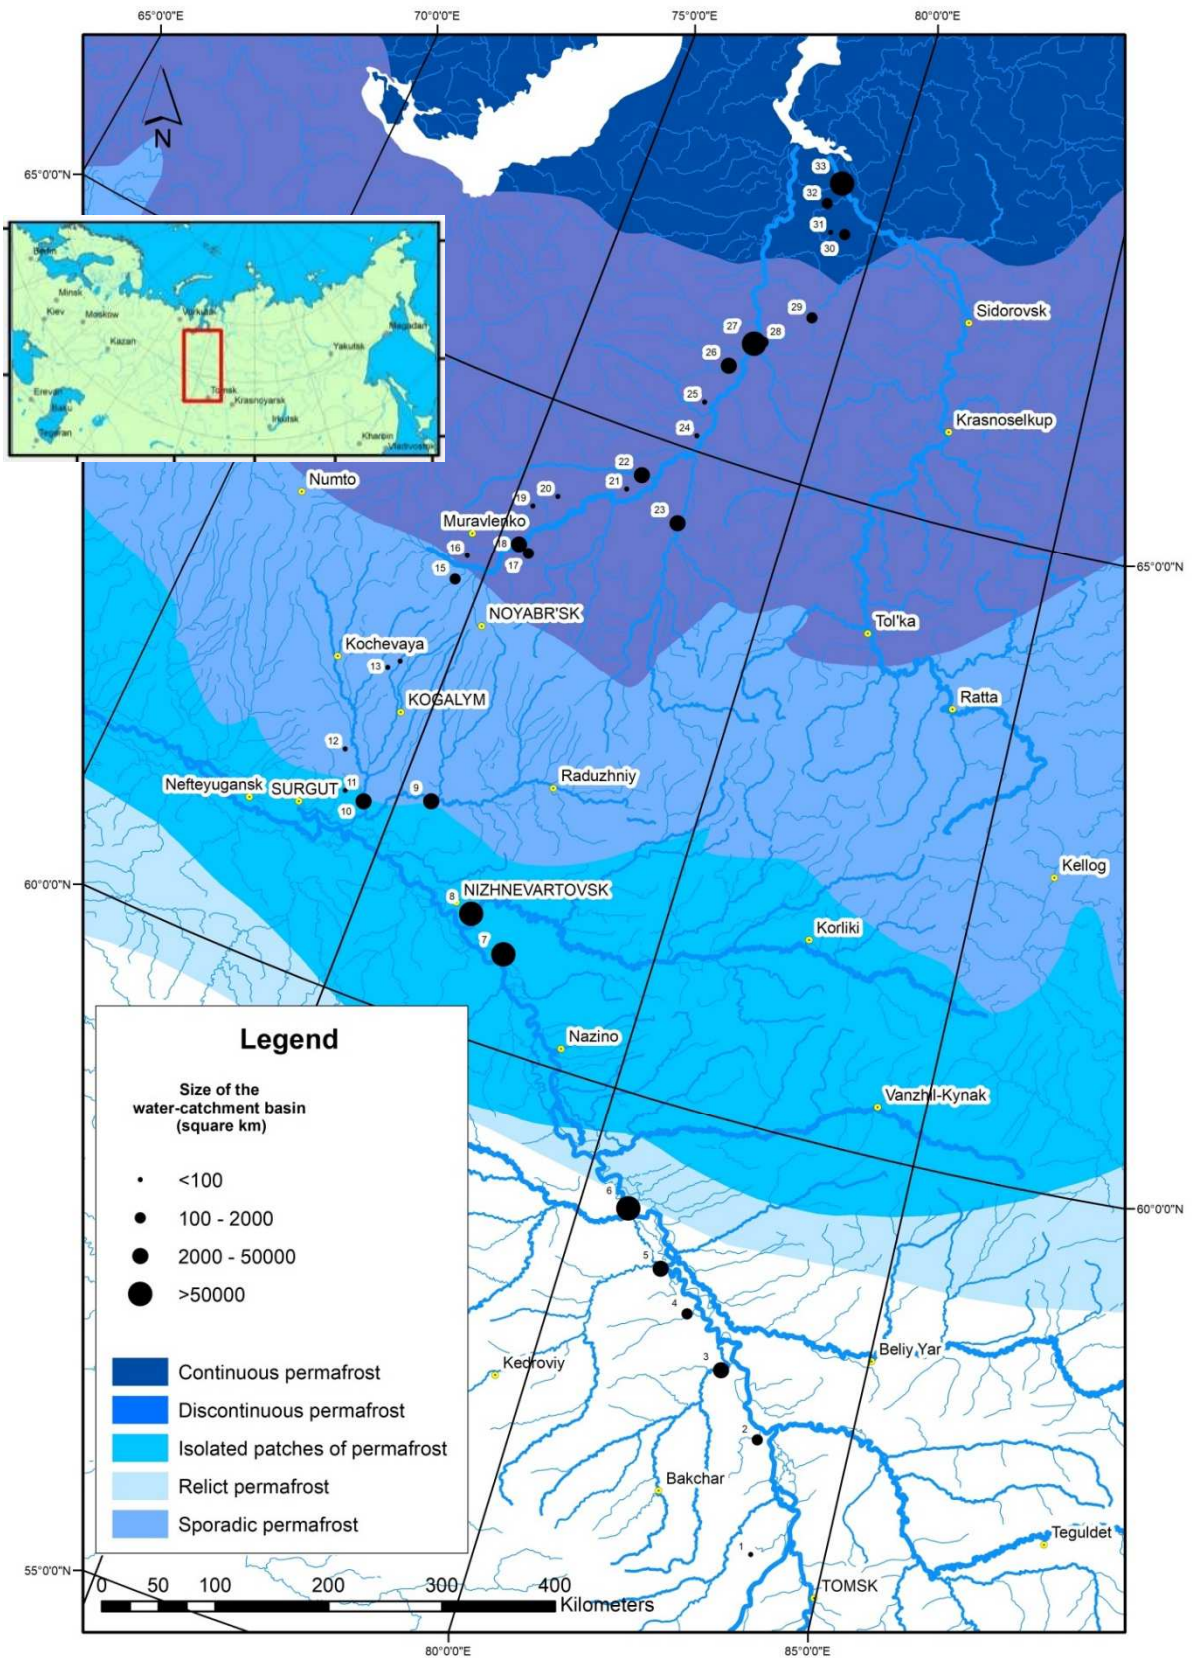 65°0'0"E
70°0'0"E
75°0'0"E
80°0'0"E
N
65°0'0"N
33
32
31
30
29
28
27
26
25
24
Sidorovsk
Krasnoselkup
Berlin
Minsk
Kiev
Moskow
Kazan
Vorkuta
Magadan
Yakutsk
Tomsk
Krasnoyarsk
Irkutsk
Erevan
Baku
Tegeran
Khabin
Vladivostok
Numto
22
21
20
19
23
Muravlenko
18
17
16
15
65°0'0"N
NOYABR'SK
Tol'ka
Kochevaya
13
KOGALYM
Ratta
12
11
10
9
Nefteyugansk
SURGUT
Raduzhniy
60°0'0"N
Kellog
8
NIZHNEVARTOVSK
7
Korliki
Nazino
Vanzhil-Kynak
6
60°0'0"N
5
4
3
Beliy Yar
Kedroviy
2
Bakchar
1
Teguldet
TOMSK
Legend
Size of the
water-catchment basin
(square km)
<100
100 - 2000
2000 - 50000
>50000
Continuous permafrost
Discontinuous permafrost
Isolated patches of permafrost
Relict permafrost
Sporadic permafrost
55°0'0"N
0 50 100 200 300 400
Kilometers
80°0'0"E
85°0'0"E